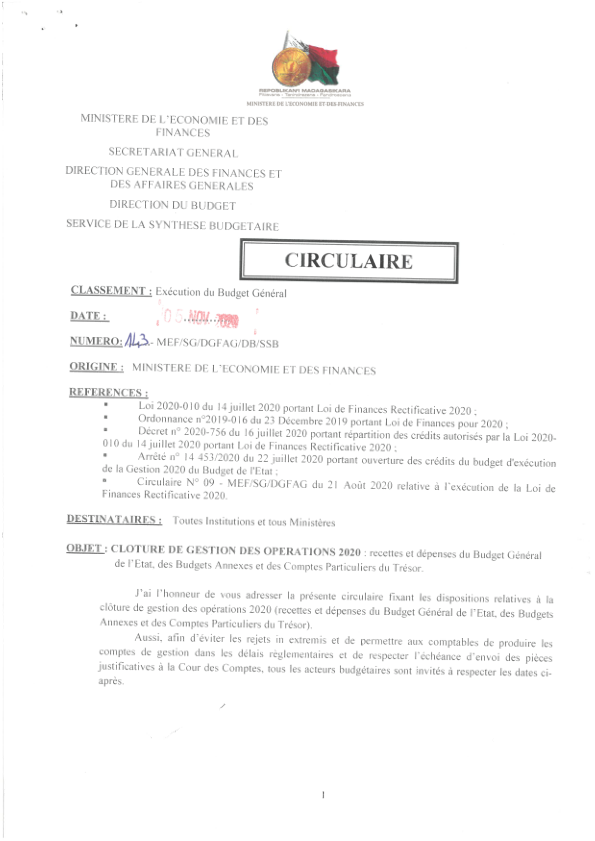 REPOBLIKAN'I MADAGASIKARA
Fitiavana - Tanindrazana - Fandrosoana
MINISTERE DE L'ECONOMIE ET DES FINANCES
MINISTERE DE L'ECONOMIE ET DES
FINANCES
SECRETARIAT GENERAL
DIRECTION GENERALE DES FINANCES ET
DES AFFAIRES GENERALES
DIRECTION DU BUDGET
SERVICE DE LA SYNTHESE BUDGETAIRE
CIRCULAIRE
CLASSEMENT : Exécution du Budget Général
DATE : 05 NOV 2020
NUMERO: 143.- MEF/SG/DGFAG/DB/SSB
ORIGINE : MINISTERE DE L'ECONOMIE ET DES FINANCES
REFERENCES :
▪ Loi 2020-010 du 14 juillet 2020 portant Loi de Finances Rectificative 2020 ;
▪ Ordonnance n°2019-016 du 23 Décembre 2019 portant Loi de Finances pour 2020 ;
▪ Décret n° 2020-756 du 16 juillet 2020 portant répartition des crédits autorisés par la Loi 2020-
010 du 14 juillet 2020 portant Loi de Finances Rectificative 2020 ;
▪ Arrêté n° 14 453/2020 du 22 juillet 2020 portant ouverture des crédits du budget d'exécution
de la Gestion 2020 du Budget de l'Etat ;
▪ Circulaire N° 09 - MEF/SG/DGFAG du 21 Août 2020 relative à l'exécution de la Loi de
Finances Rectificative 2020.
DESTINATAIRES : Toutes Institutions et tous Ministères
OBJET : CLOTURE DE GESTION DES OPERATIONS 2020 : recettes et dépenses du Budget Général
de l'Etat, des Budgets Annexes et des Comptes Particuliers du Trésor.
J'ai l'honneur de vous adresser la présente circulaire fixant les dispositions relatives à la
clôture de gestion des opérations 2020 (recettes et dépenses du Budget Général de l'Etat, des Budgets
Annexes et des Comptes Particuliers du Trésor).
Aussi, afin d'éviter les rejets in extremis et de permettre aux comptables de produire les
comptes de gestion dans les délais règlementaires et de respecter l'échéance d'envoi des pièces
justificatives à la Cour des Comptes, tous les acteurs budgétaires sont invités à respecter les dates ci-
après.
1